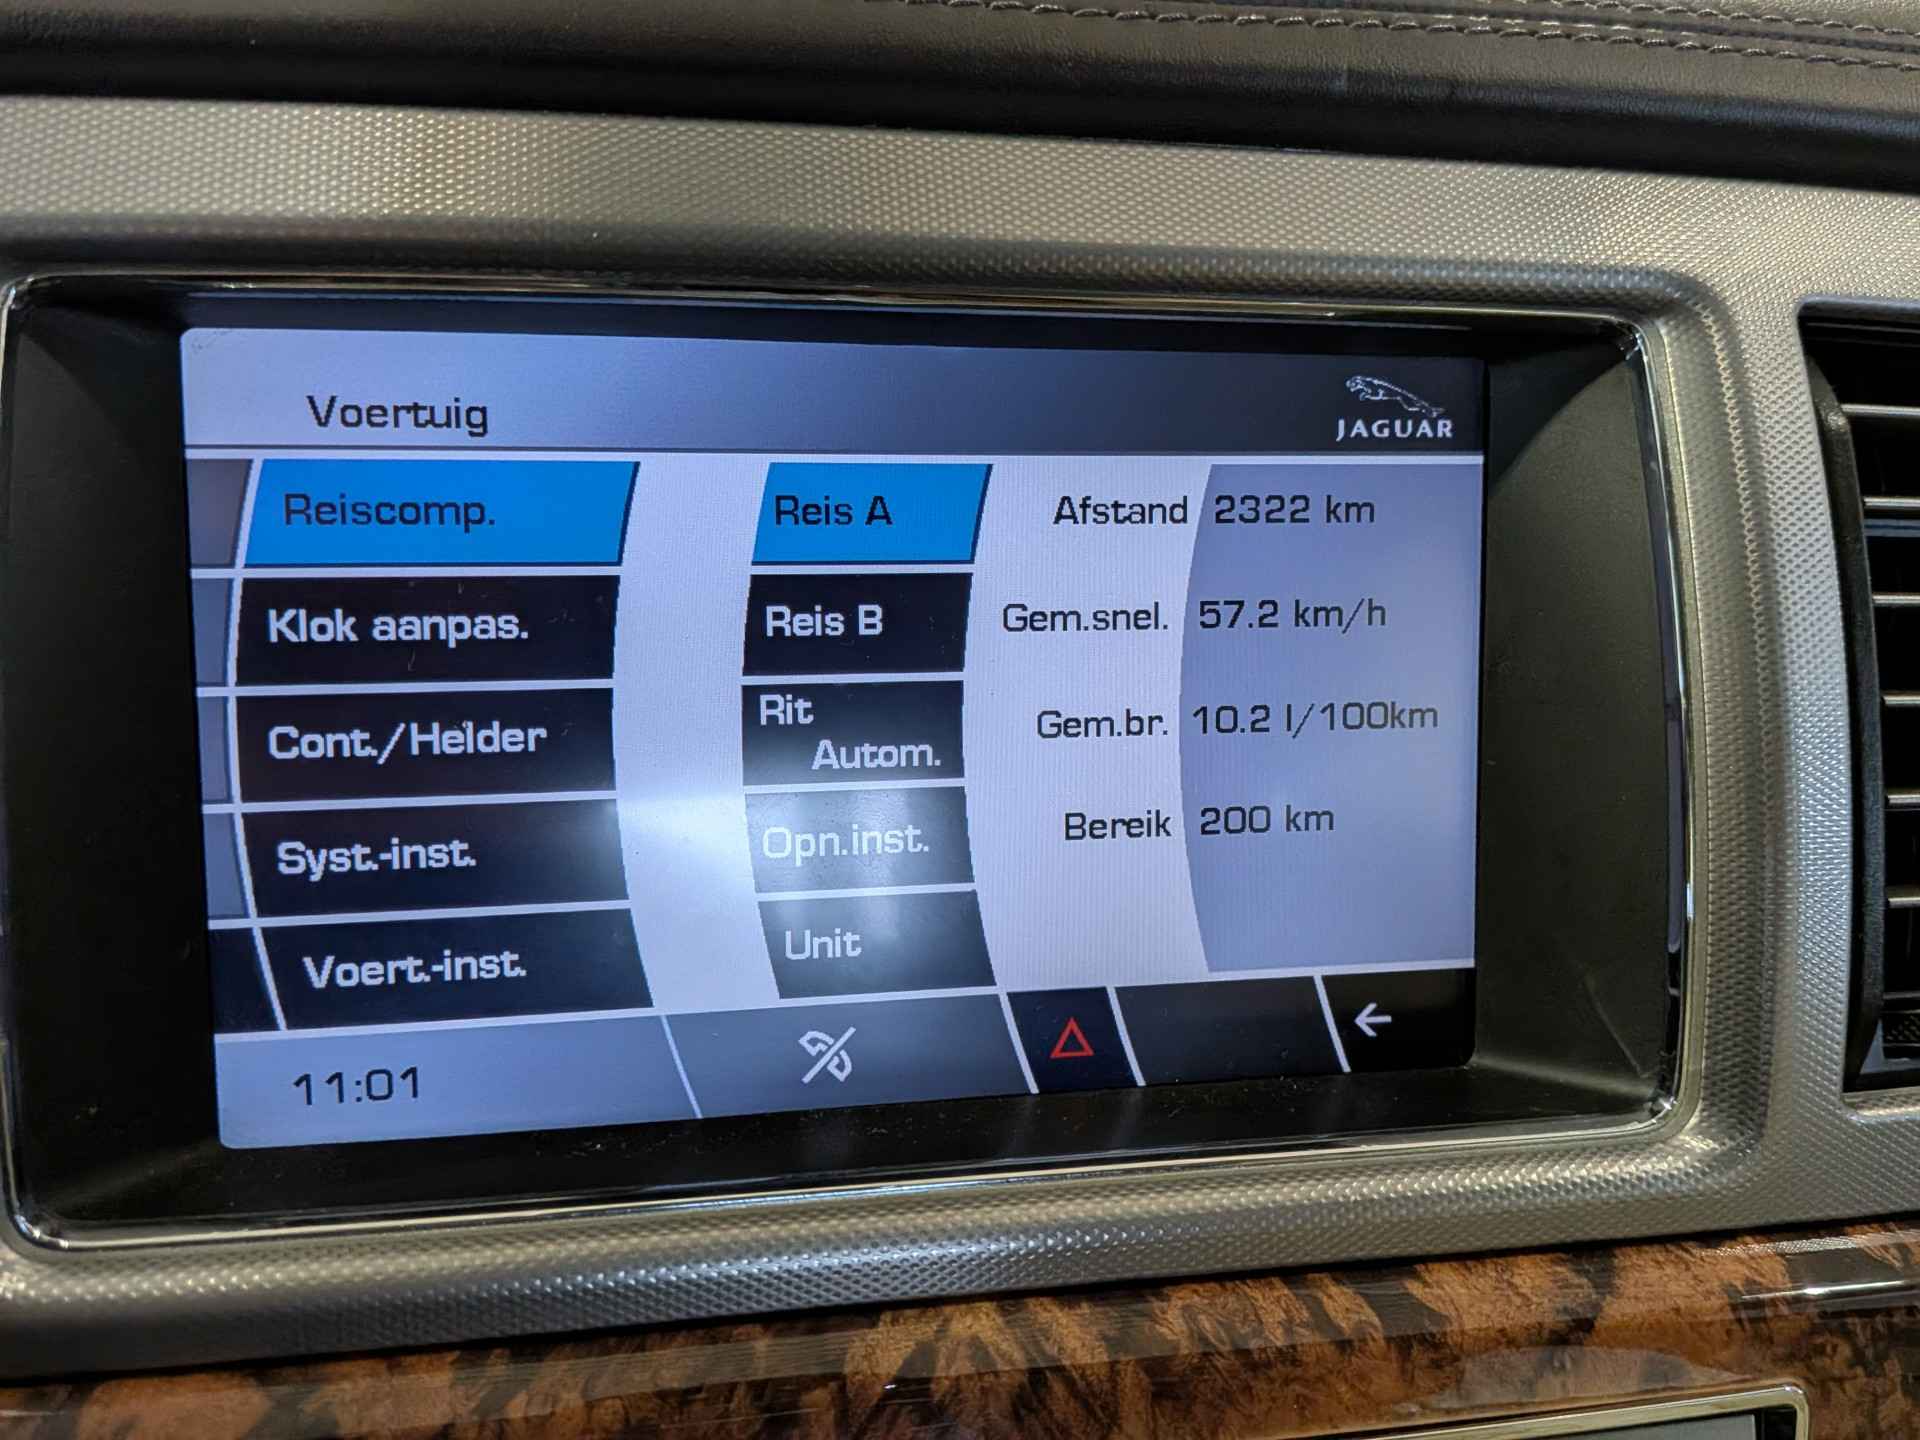 Voertuig
JAGUAR
Reiscomp.
Klok aanpas.
Cont./Helder
Syst.-inst.
Voert.-inst.
Reis A
Reis B
Rit
Autom.
Opn.inst.
Unit
Afstand 2322 km
Gem.snel. 57.2 km/h
Gem.br. 10.2 l/100km
Bereik 200 km
11:01